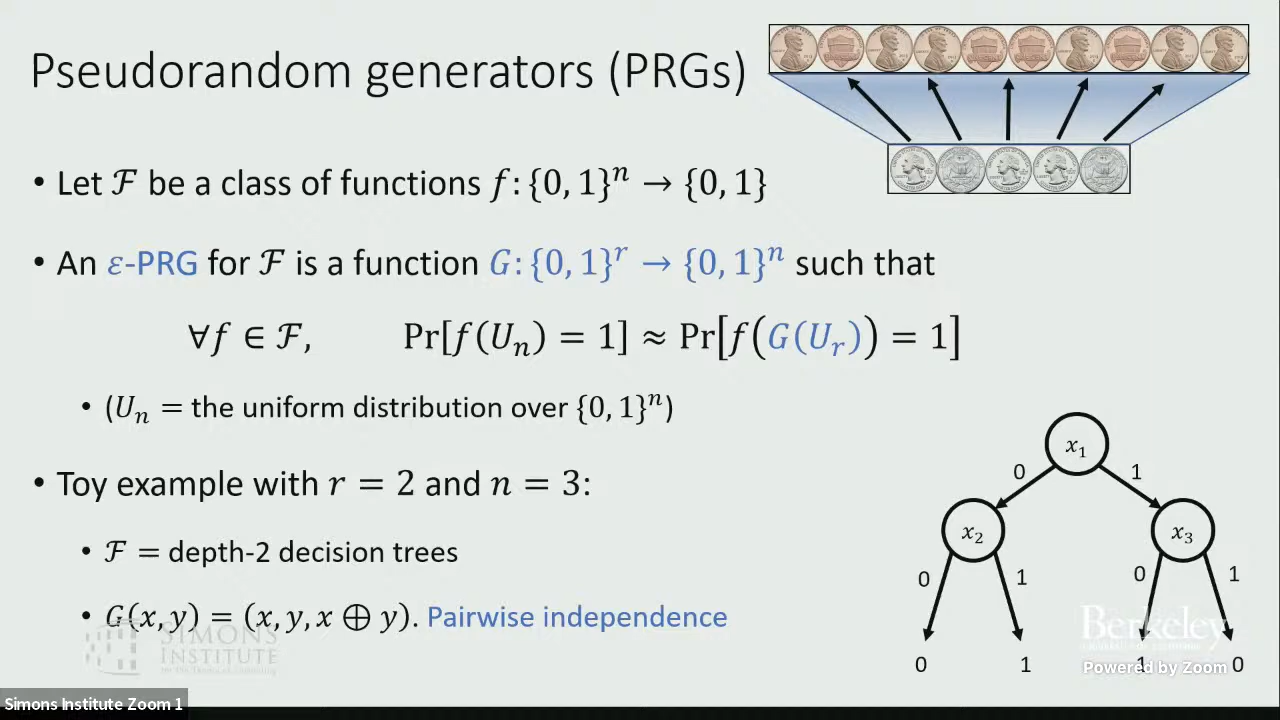 Pseudorandom generators (PRGs)
• Let ℱ be a class of functions f: {0, 1}ⁿ → {0, 1}
• An ε-PRG for ℱ is a function G: {0, 1}ʳ → {0, 1}ⁿ such that
∀f ∈ ℱ, Pr[f(Uₙ) = 1] ≈ Pr[f(G(Uᵣ)) = 1]
• (Uₙ = the uniform distribution over {0, 1}ⁿ)
• Toy example with r = 2 and n = 3:
• ℱ = depth-2 decision trees
• G(x, y) = (x, y, x ⊕ y). Pairwise independence
x₁
0 1
x₂ x₃
0 1 0 1
0 1 1 0
SIMONS
INSTITUTE
Berkeley
Powered by Zoom
Simons Institute Zoom 1